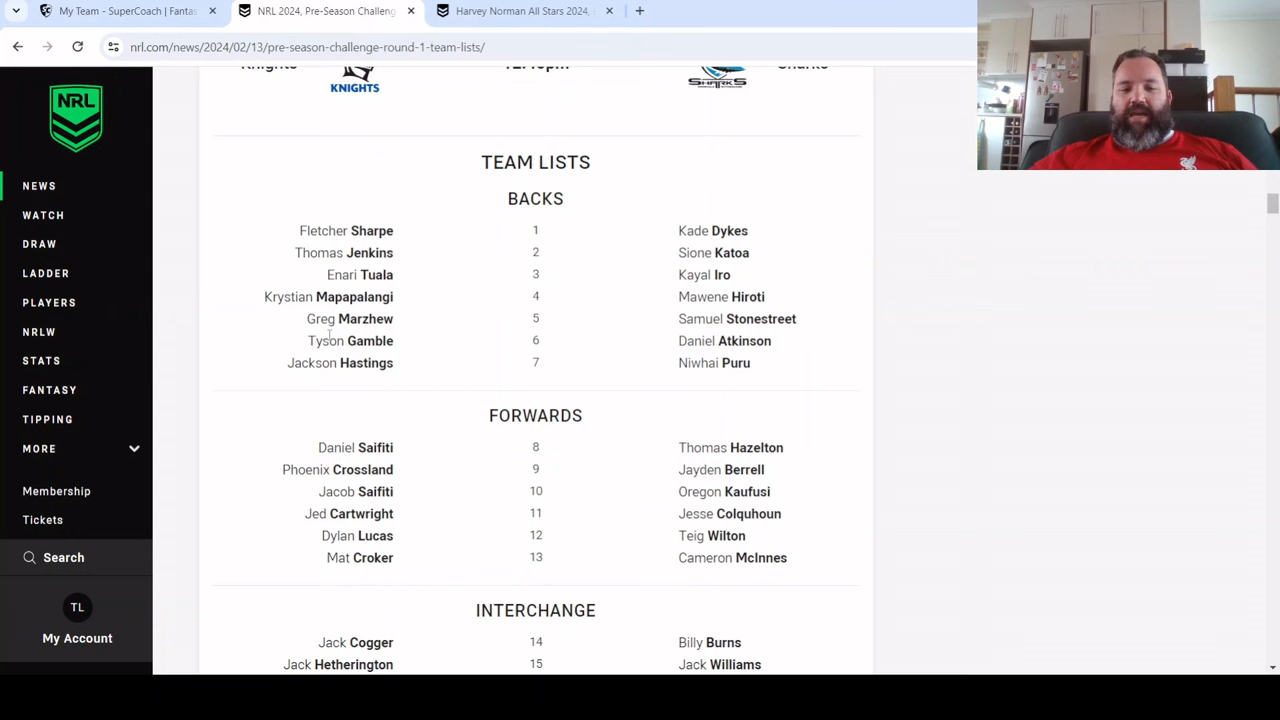 My Team - SuperCoach | Fantas
NRL 2024, Pre-Season Challeng
Harvey Norman All Stars 2024,
nrl.com/news/2024/02/13/pre-season-challenge-round-1-team-lists/
NRL
NEWS
WATCH
DRAW
LADDER
PLAYERS
NRLW
STATS
FANTASY
TIPPING
MORE
Membership
Tickets
Search
TL
My Account
Knights
KNIGHTS
SHARKS
Sharks
TEAM LISTS
BACKS
Fletcher Sharpe 1 Kade Dykes
Thomas Jenkins 2 Sione Katoa
Enari Tuala 3 Kayal Iro
Krystian Mapapalangi 4 Mawene Hiroti
Greg Marzhew 5 Samuel Stonestreet
Tyson Gamble 6 Daniel Atkinson
Jackson Hastings 7 Niwhai Puru
FORWARDS
Daniel Saifiti 8 Thomas Hazelton
Phoenix Crossland 9 Jayden Berrell
Jacob Saifiti 10 Oregon Kaufusi
Jed Cartwright 11 Jesse Colquhoun
Dylan Lucas 12 Teig Wilton
Mat Croker 13 Cameron McInnes
INTERCHANGE
Jack Cogger 14 Billy Burns
Jack Hetherington 15 Jack Williams